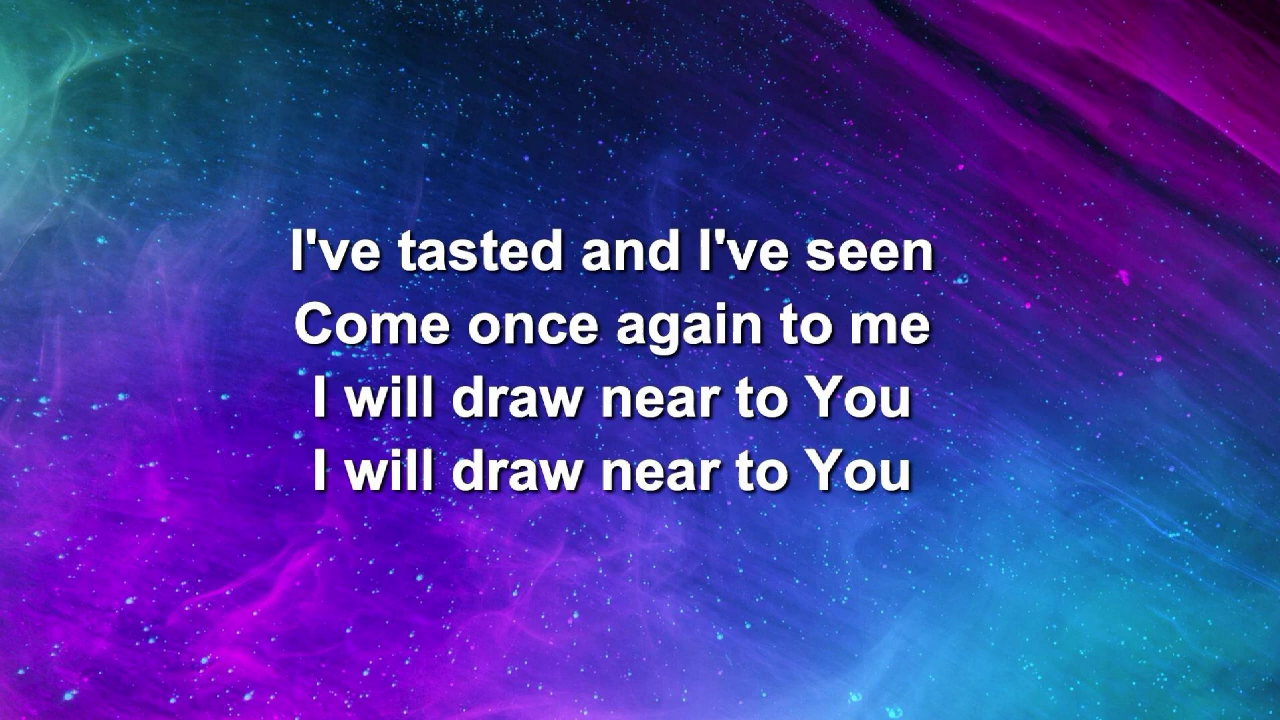 I've tasted and I've seen
Come once again to me
I will draw near to You
I will draw near to You